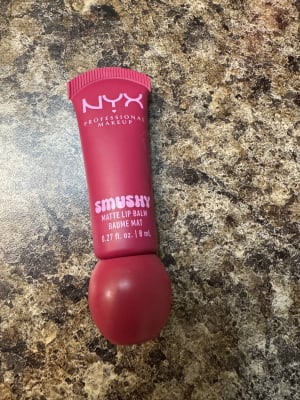 NYX
PROFESSIONAL
MAKEUP
SMUSHY
MATTE LIP BALM
BAUME MAT
0.27 fl. oz. | 8 mL